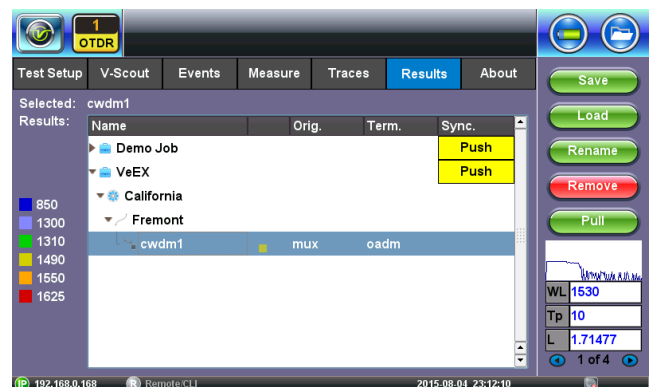 1
OTDR
Test Setup V-Scout Events Measure Traces Results About
Selected: cwdm1
Results:
Name Orig. Term. Sync.
Demo Job Push
VeEX Push
California
Fremont
cwdm1 mux oadm
850
1300
1310
1490
1550
1625
Save
Load
Rename
Remove
Pull
WL 1530
Tp 10
L 1.71477
1 of 4
IP 192.168.0.168 R Remote/CLI 2015-08-04 23:12:10